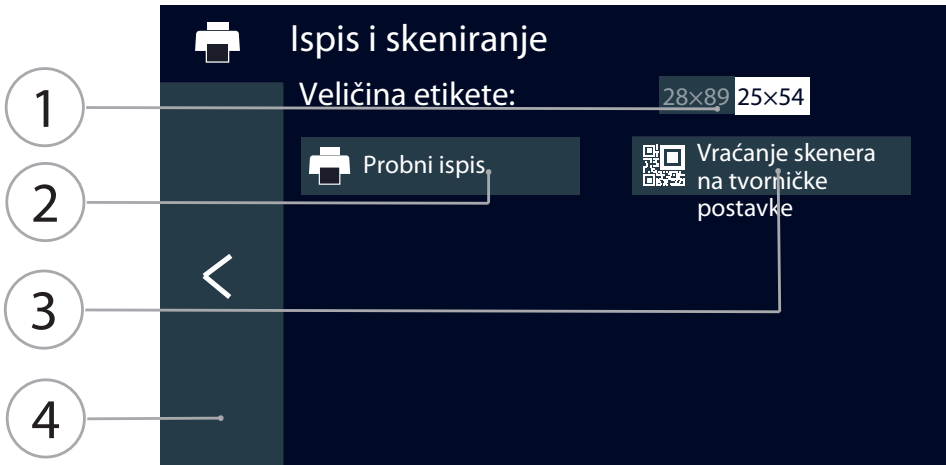 Ispis i skeniranje
Veličina etikete:
28×89 25×54
Probni ispis
Vraćanje skenera
na tvorničke
postavke
1
2
3
4